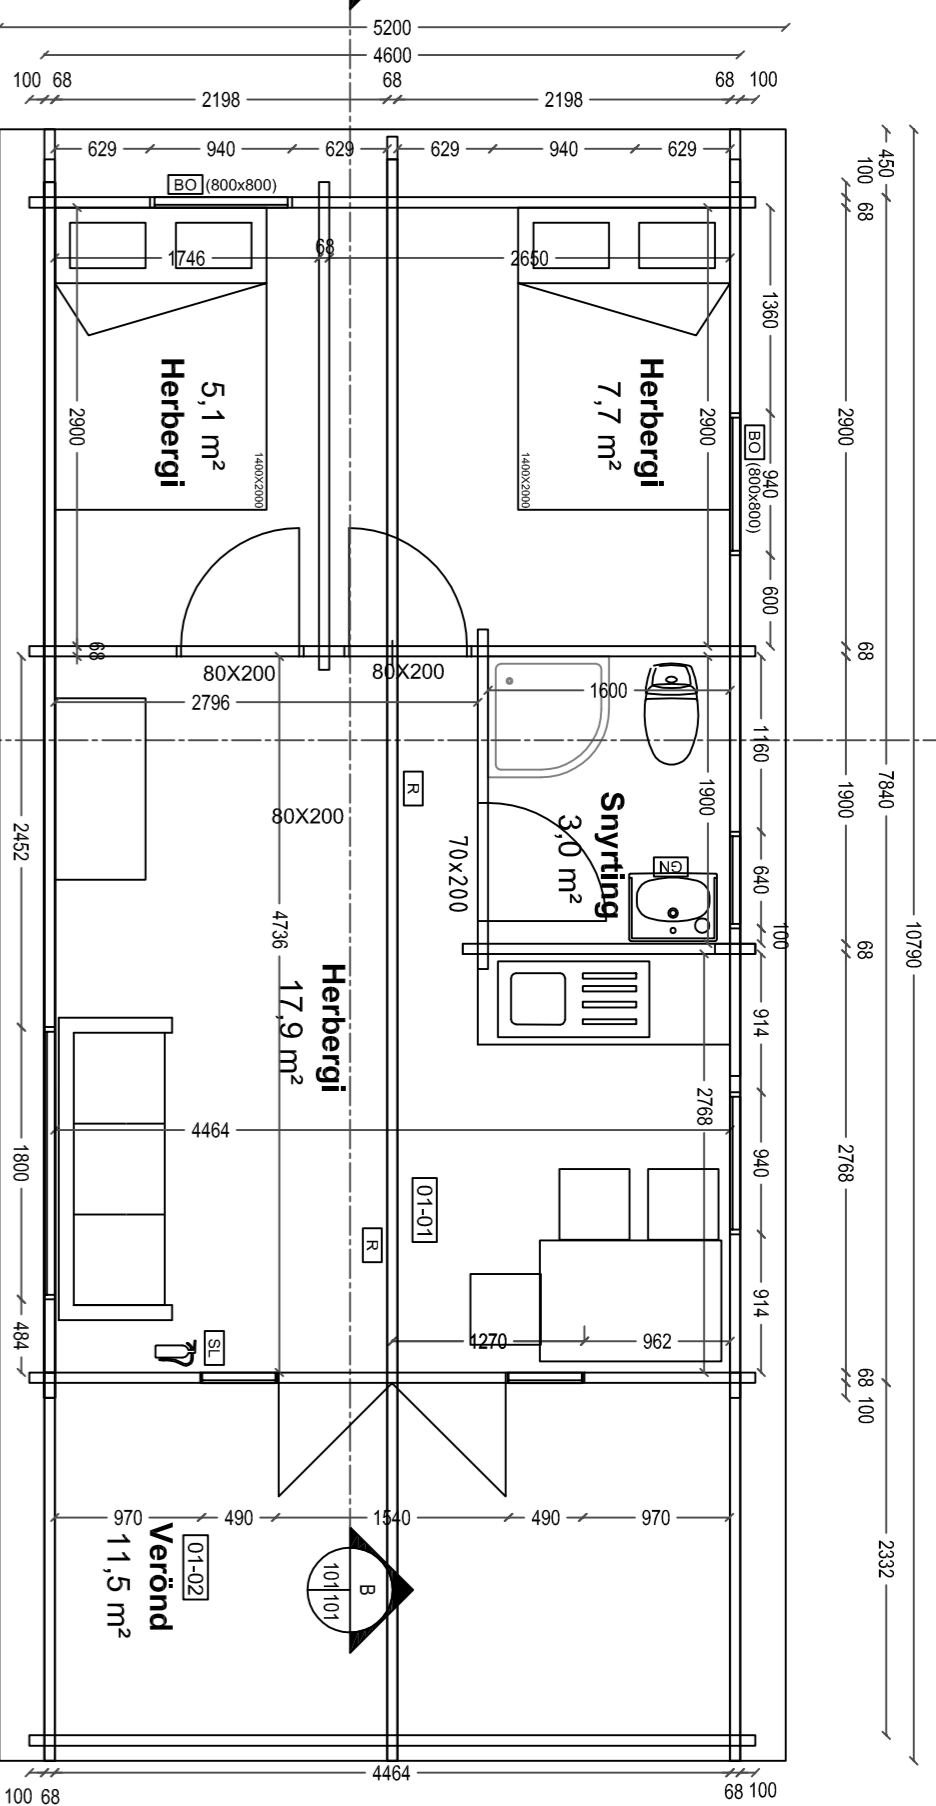 5200
4600
100 68
68
68 100
2198
2198
629
940
629
629
940
629
450
100
68
BO (800x800)
1746
68
2650
1360
Herbergi
5,1 m²
1400X2000
2900
Herbergi
7,7 m²
1400X2000
2900
BO (800x800)
940
2900
600
68
68
80X200
80X200
2796
1600
1160
R
1900
1900
7840
80X200
Snyrting
3,0 m²
70x200
GN
2452
640
100
68
10790
4736
Herbergi
17,9 m²
914
2768
4464
1800
940
2768
01-01
R
SL
484
914
1270
962
68
100
970
490
1540
490
970
2332
01-02
Verönd
11,5 m²
B
101 101
4464
100 68
68 100